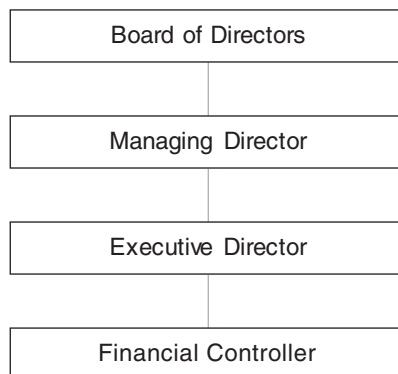 Board of Directors
Managing Director
Executive Director
Financial Controller